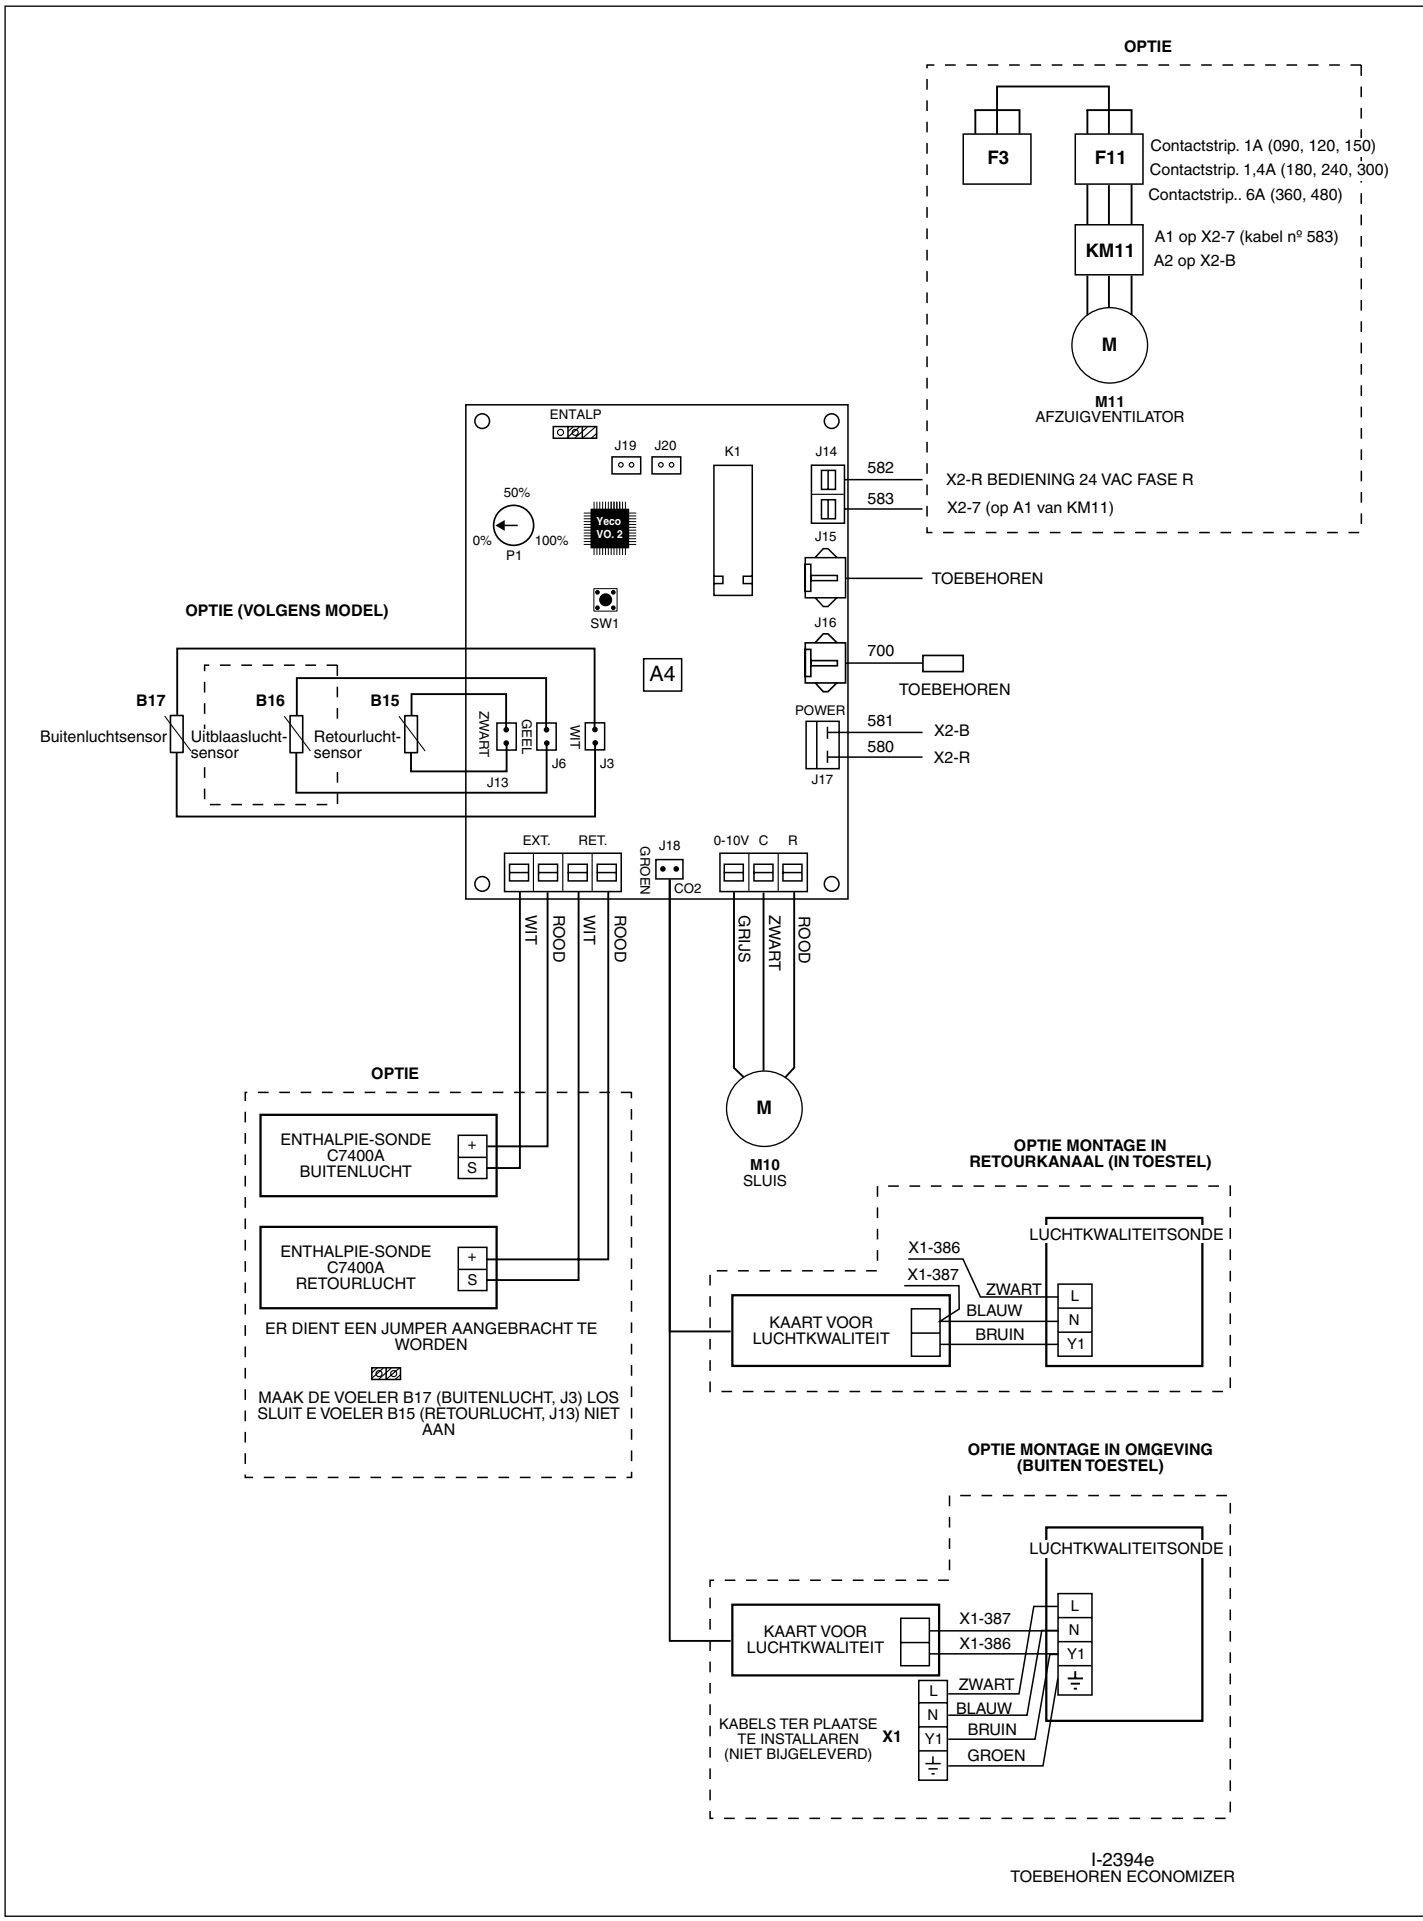 OPTIE
F3
F11
Contactstrip. 1A (090, 120, 150)
Contactstrip. 1,4A (180, 240, 300)
Contactstrip.. 6A (360, 480)
KM11
A1 op X2-7 (kabel nº 583)
A2 op X2-B
M
M11
AFZUIGVENTILATOR
ENTALP
J19
J20
K1
J14
582
X2-R BEDIENING 24 VAC FASE R
583
X2-7 (op A1 van KM11)
50%
0%
100%
P1
Yeco
VO. 2
SW1
J15
TOEBEHOREN
J16
700
TOEBEHOREN
A4
POWER
581
X2-B
580
X2-R
J17
OPTIE (VOLGENS MODEL)
B17
B16
B15
Buitenluchtsensor
Uitblaaslucht-
sensor
Retourlucht-
sensor
ZWART
GEEL
WIT
J13
J6
J3
EXT.
RET.
GROEN
J18
CO2
0-10V
C
R
WIT
ROOD
WIT
ROOD
GRIJS
ZWART
ROOD
M
M10
SLUIS
OPTIE
ENTHALPIE-SONDE
C7400A
BUITENLUCHT
+
S
ENTHALPIE-SONDE
C7400A
RETOURLUCHT
+
S
ER DIENT EEN JUMPER AANGEBRACHT TE
WORDEN
MAAK DE VOELER B17 (BUITENLUCHT, J3) LOS
SLUIT E VOELER B15 (RETOURLUCHT, J13) NIET
AAN
OPTIE MONTAGE IN
RETOURKANAAL (IN TOESTEL)
LUCHTKWALITEITSONDE
X1-386
X1-387
ZWART
BLAUW
BRUIN
L
N
Y1
KAART VOOR
LUCHTKWALITEIT
OPTIE MONTAGE IN OMGEVING
(BUITEN TOESTEL)
LUCHTKWALITEITSONDE
KAART VOOR
LUCHTKWALITEIT
X1-387
X1-386
L
N
Y1
KABELS TER PLAATSE
TE INSTALLAREN
(NIET BIJGELEVERD)
X1
L
N
Y1
ZWART
BLAUW
BRUIN
GROEN
I-2394e
TOEBEHOREN ECONOMIZER